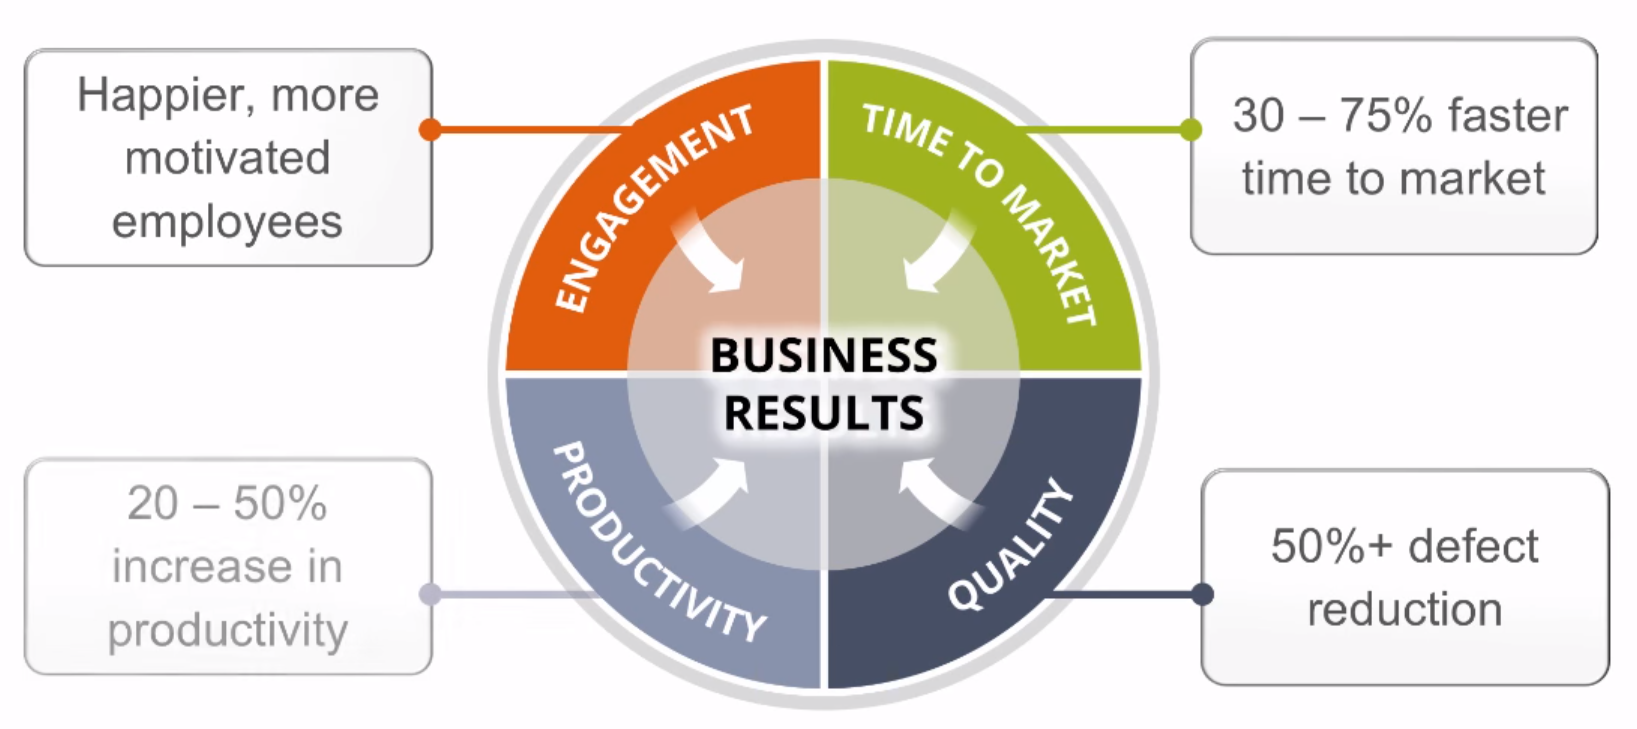 Happier, more
motivated
employees
ENGAGEMENT
TIME TO MARKET
30 – 75% faster
time to market
BUSINESS
RESULTS
20 – 50%
increase in
productivity
PRODUCTIVITY
QUALITY
50%+ defect
reduction